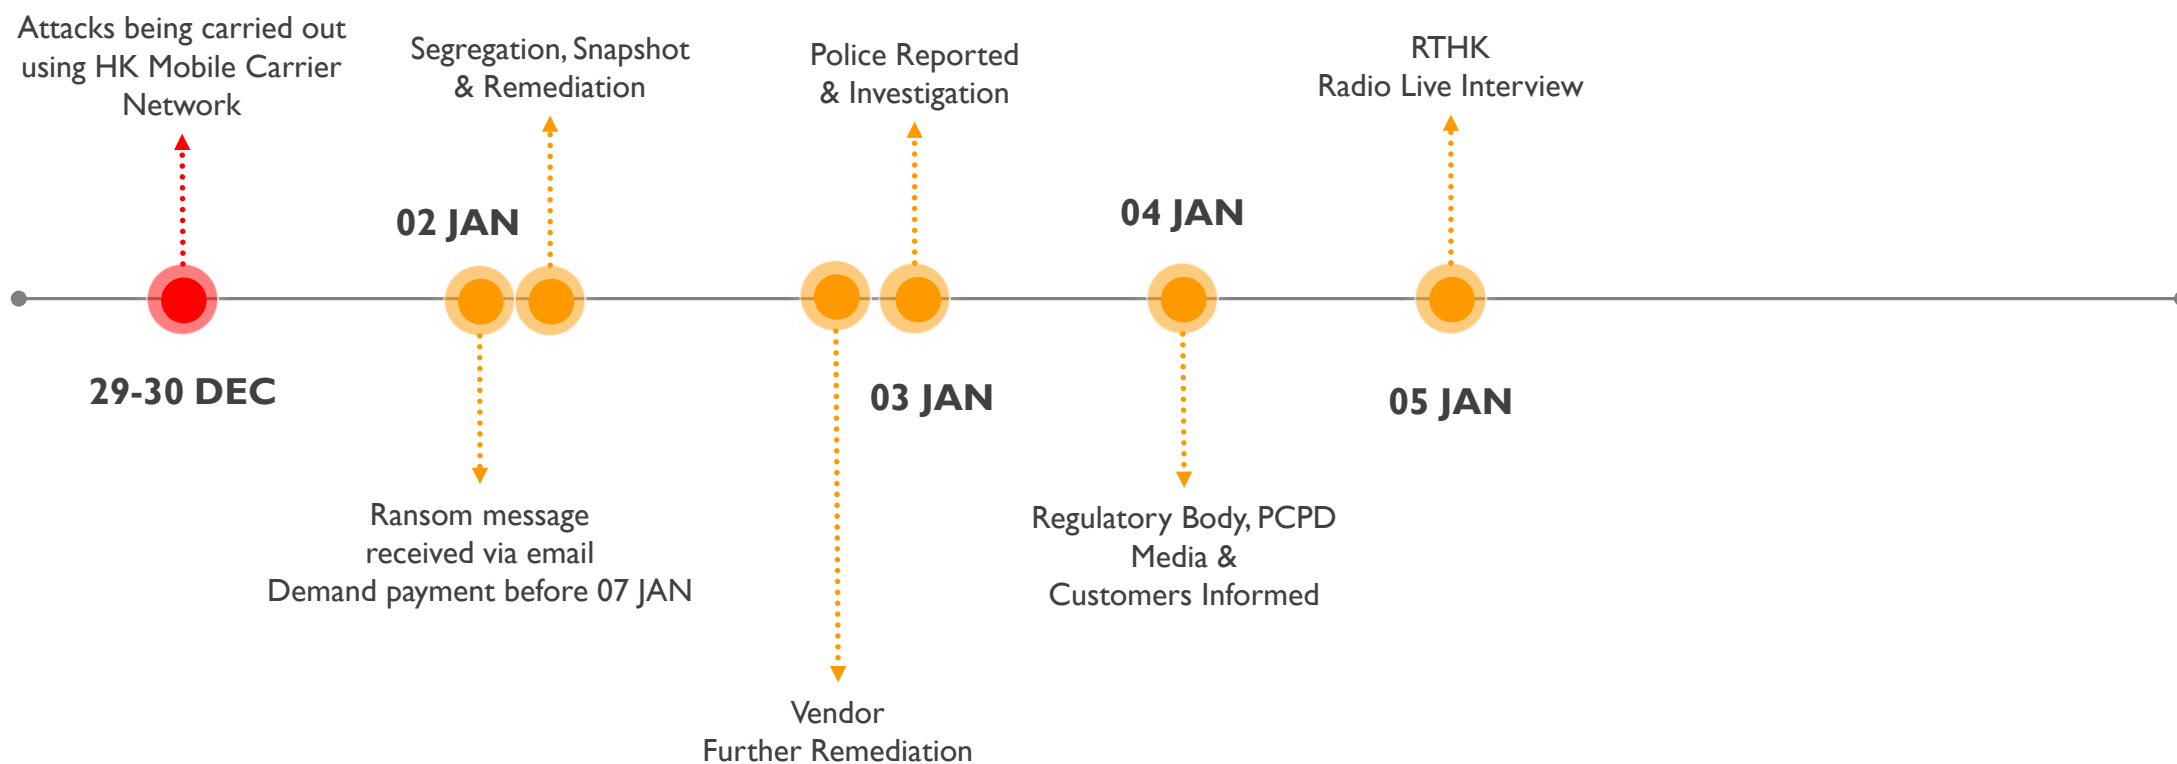 Attacks being carried out
using HK Mobile Carrier
Network
29-30 DEC
02 JAN
Segregation, Snapshot
& Remediation
Ransom message
received via email
Demand payment before 07 JAN
Police Reported
& Investigation
03 JAN
Vendor
Further Remediation
04 JAN
Regulatory Body, PCPD
Media &
Customers Informed
RTHK
Radio Live Interview
05 JAN